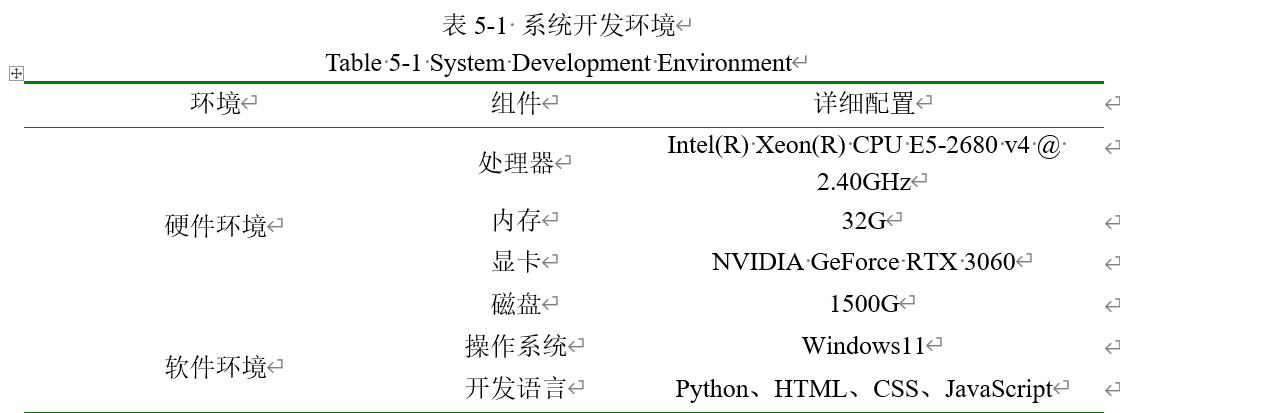 表 5-1 系统开发环境
Table 5-1 System Development Environment
环境 组件 详细配置
处理器 Intel(R) Xeon(R) CPU E5-2680 v4 @
2.40GHz
硬件环境
内存 32G
显卡 NVIDIA GeForce RTX 3060
磁盘 1500G
操作系统 Windows11
软件环境
开发语言 Python、HTML、CSS、JavaScript